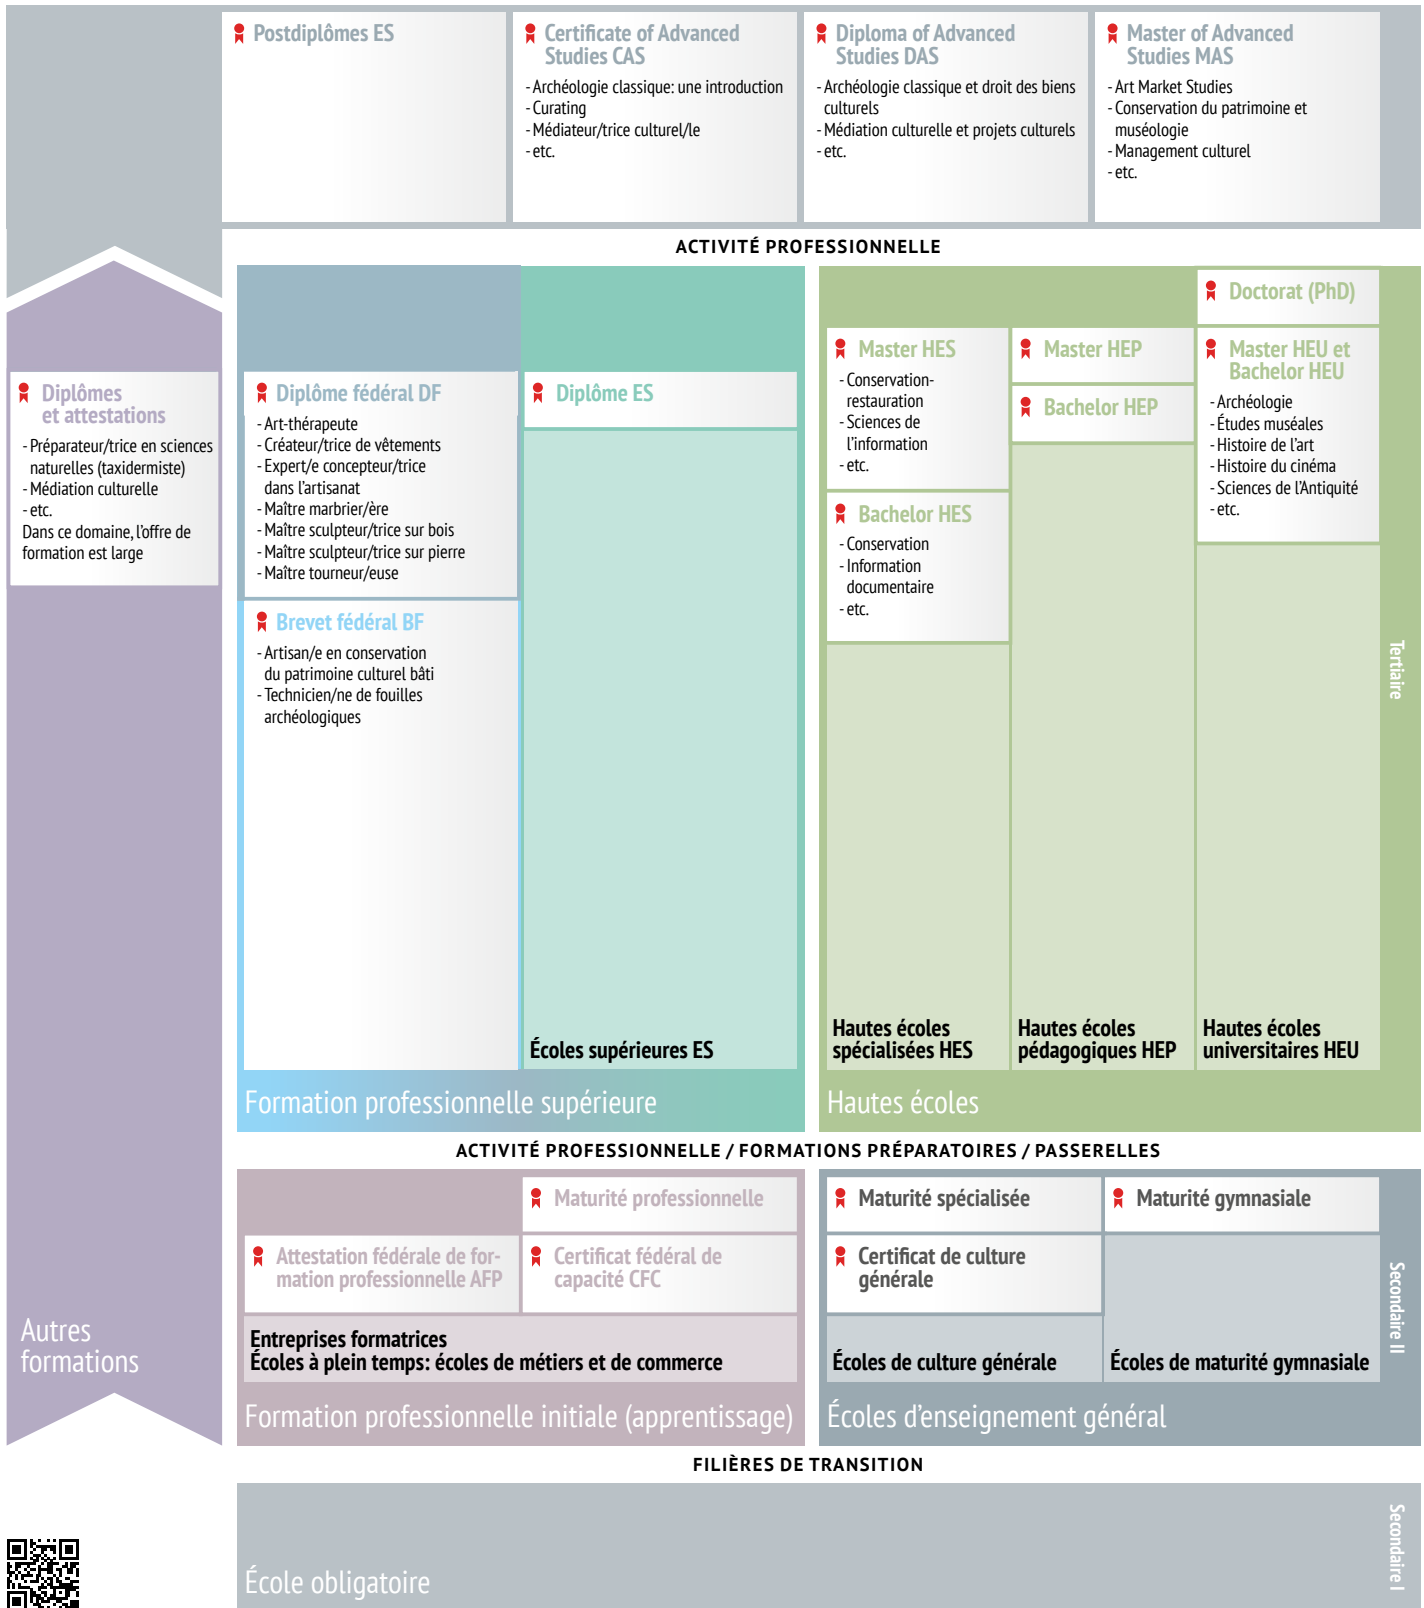 Postdiplômes ES
Certificate of Advanced
Studies CAS
- Archéologie classique: une introduction
- Curating
- Médiateur/trice culturel/le
- etc.
Diploma of Advanced
Studies DAS
- Archéologie classique et droit des biens
culturels
- Médiation culturelle et projets culturels
- etc.
Master of Advanced
Studies MAS
- Art Market Studies
- Conservation du patrimoine et
muséologie
- Management culturel
- etc.
ACTIVITÉ PROFESSIONNELLE
Diplômes
et attestations
- Préparateur/trice en sciences
naturelles (taxidermiste)
- Médiation culturelle
- etc.
Dans ce domaine, l'offre de
formation est large
Autres
formations
Diplôme fédéral DF
- Art-thérapeute
- Créateur/trice de vêtements
- Expert/e concepteur/trice
dans l'artisanat
- Maître marbrier/ère
- Maître sculpteur/trice sur bois
- Maître sculpteur/trice sur pierre
- Maître tourneur/euse
Brevet fédéral BF
- Artisan/e en conservation
du patrimoine culturel bâti
- Technicien/ne de fouilles
archéologiques
Diplôme ES
Écoles supérieures ES
Formation professionnelle supérieure
Master HES
- Conservation-
restauration
- Sciences de
l'information
- etc.
Bachelor HES
- Conservation
- Information
documentaire
- etc.
Hautes écoles
spécialisées HES
Master HEP
Bachelor HEP
Hautes écoles
pédagogiques HEP
Doctorat (PhD)
Master HEU et
Bachelor HEU
- Archéologie
- Études muséales
- Histoire de l'art
- Histoire du cinéma
- Sciences de l'Antiquité
- etc.
Hautes écoles
universitaires HEU
Hautes écoles
Tertiaire
ACTIVITÉ PROFESSIONNELLE / FORMATIONS PRÉPARATOIRES / PASSERELLES
Maturité professionnelle
Attestation fédérale de for-
mation professionnelle AFP
Certificat fédéral de
capacité CFC
Entreprises formatrices
Écoles à plein temps: écoles de métiers et de commerce
Formation professionnelle initiale (apprentissage)
Maturité spécialisée
Certificat de culture
générale
Écoles de culture générale
Maturité gymnasiale
Écoles de maturité gymnasiale
Écoles d'enseignement général
Secondaire II
FILIÈRES DE TRANSITION
École obligatoire
Secondaire I